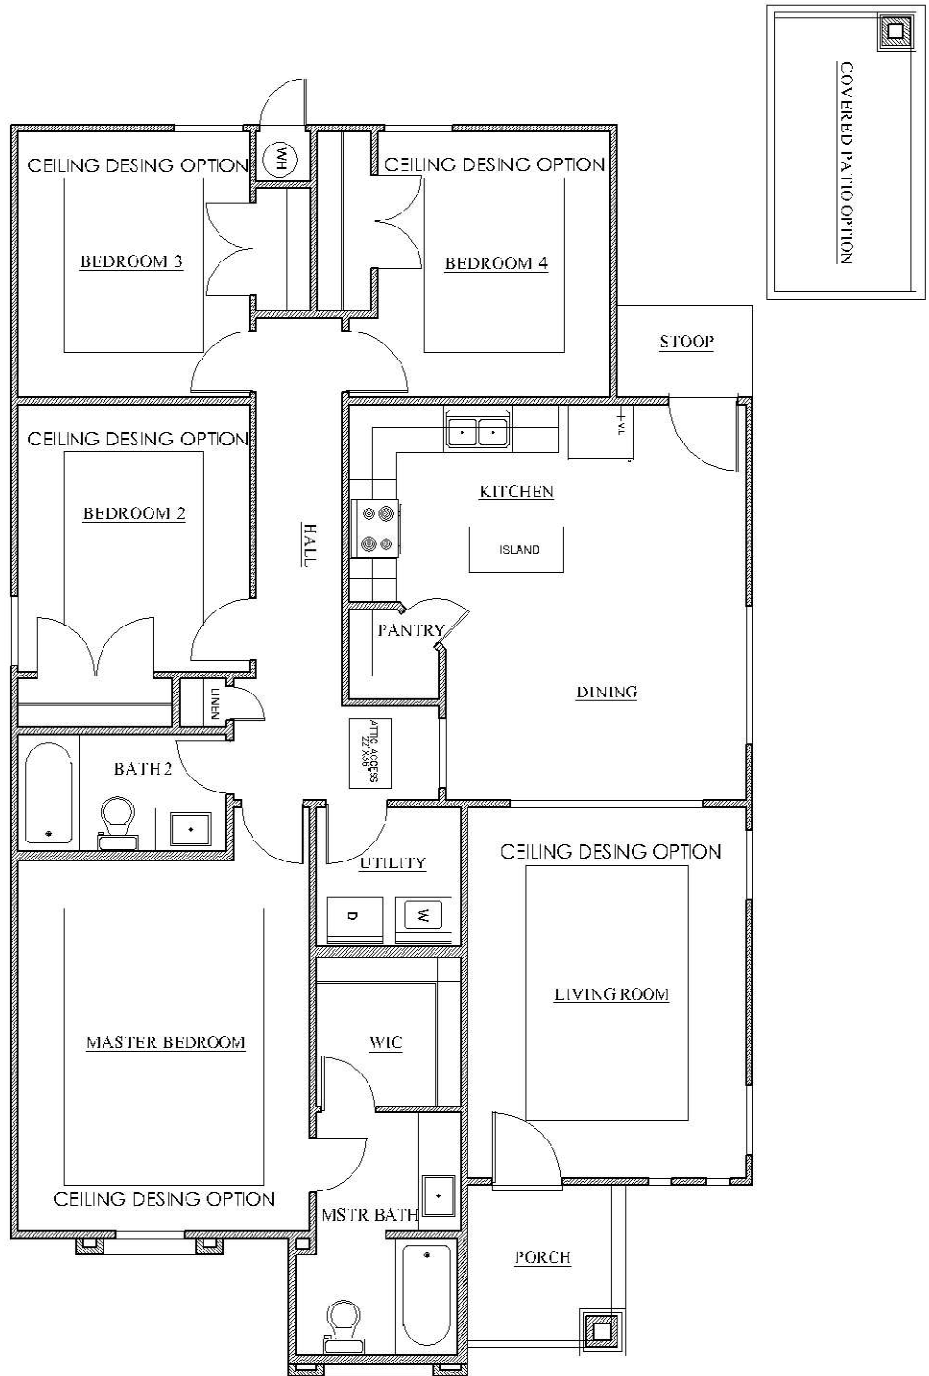 COVERED PATIO OPTION
WH
CEILING DESING OPTION
CEILING DESING OPTION
BEDROOM 3
BEDROOM 4
STOOP
CEILING DESING OPTION
KITCHEN
BEDROOM 2
HALL
ISLAND
PANTRY
DINING
LINEN
ATTIC ACCESS
BATH 2
CEILING DESING OPTION
UTILITY
D
W
LIVING ROOM
MASTER BEDROOM
WIC
CEILING DESING OPTION
MSTR BATH
PORCH